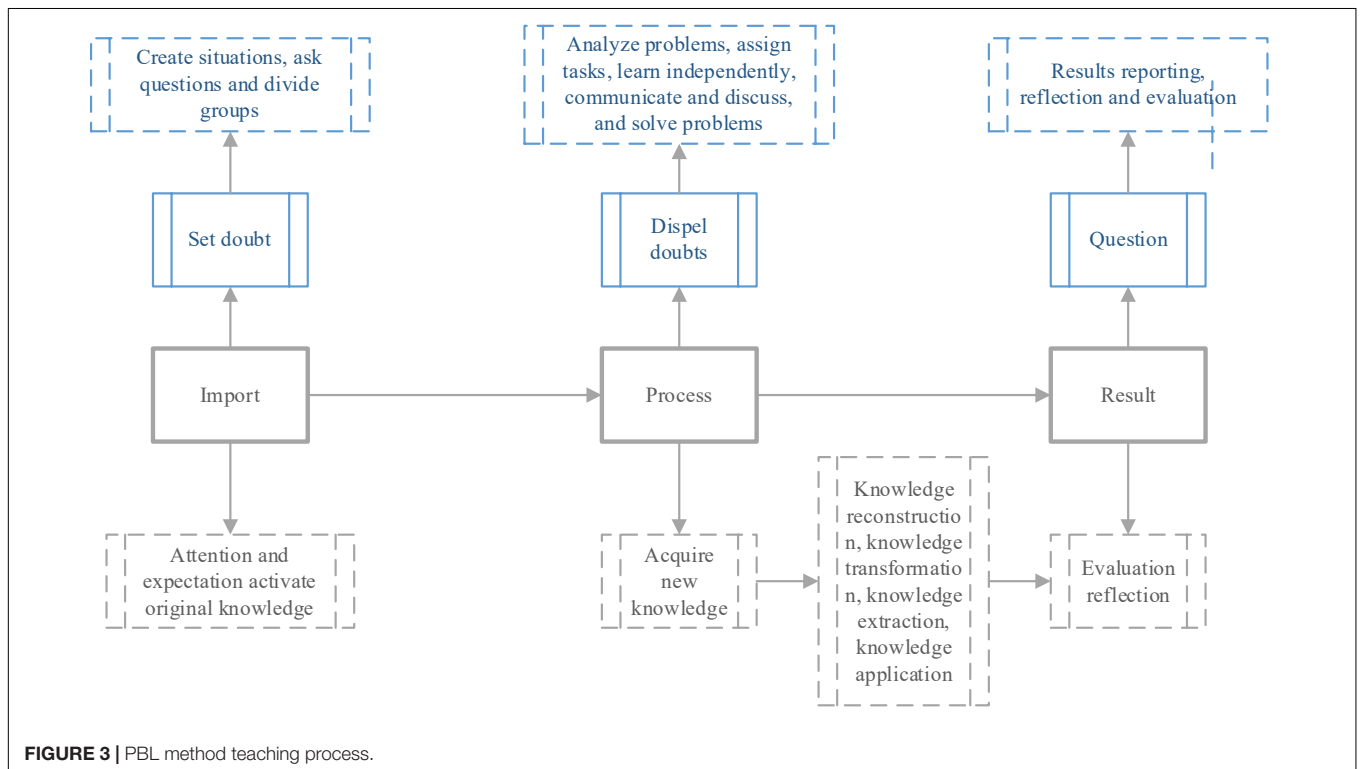 Create situations, ask
questions and divide
groups
Analyze problems, assign
tasks, learn independently,
communicate and discuss,
and solve problems
Results reporting,
reflection and evaluation
Set doubt
Dispel
doubts
Question
Import
Process
Result
Attention and
expectation activate
original knowledge
Acquire
new
knowledge
Knowledge
reconstructio
n, knowledge
transformatio
n, knowledge
extraction,
knowledge
application
Evaluation
reflection
FIGURE 3 | PBL method teaching process.